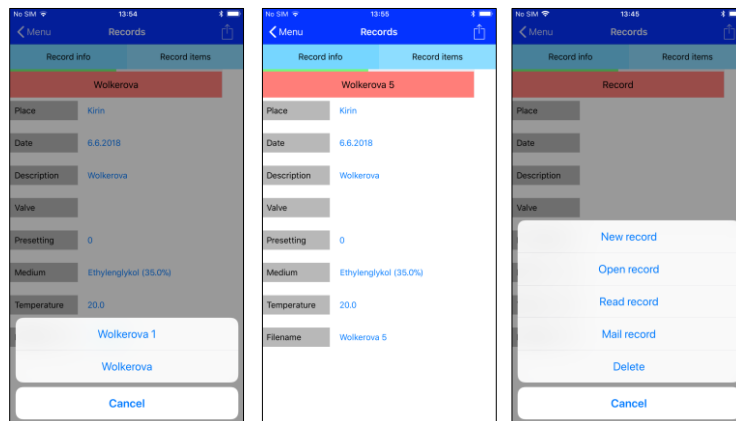 No SIM 13:54
Menu Records
Record info Record items
Wolkerova
Place Kirin
Date 6.6.2018
Description Wolkerova
Valve
Presetting 0
Medium Ethylenglykol (35.0%)
Temperature 20.0
Wolkerova 1
Wolkerova
Cancel
No SIM 13:55
Menu Records
Record info Record items
Wolkerova 5
Place Kirin
Date 6.6.2018
Description Wolkerova
Valve
Presetting 0
Medium Ethylenglykol (35.0%)
Temperature 20.0
Filename Wolkerova 5
No SIM 13:45
Menu Records
Record info Record items
Record
Place
Date
Description
Valve
New record
Open record
Read record
Mail record
Delete
Cancel